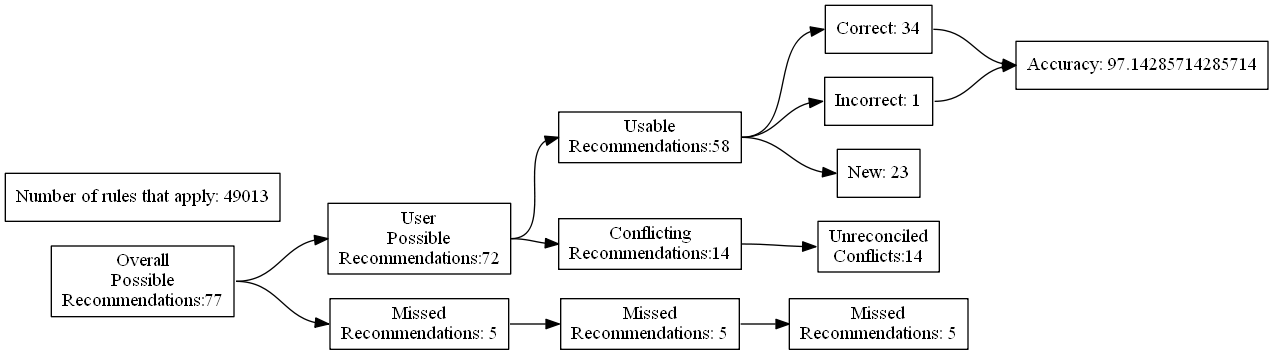 Number of rules that apply: 49013
Overall
Possible
Recommendations:77
User
Possible
Recommendations:72
Missed
Recommendations: 5
Usable
Recommendations:58
Conflicting
Recommendations:14
Missed
Recommendations: 5
Correct: 34
Incorrect: 1
New: 23
Unreconciled
Conflicts:14
Missed
Recommendations: 5
Accuracy: 97.14285714285714